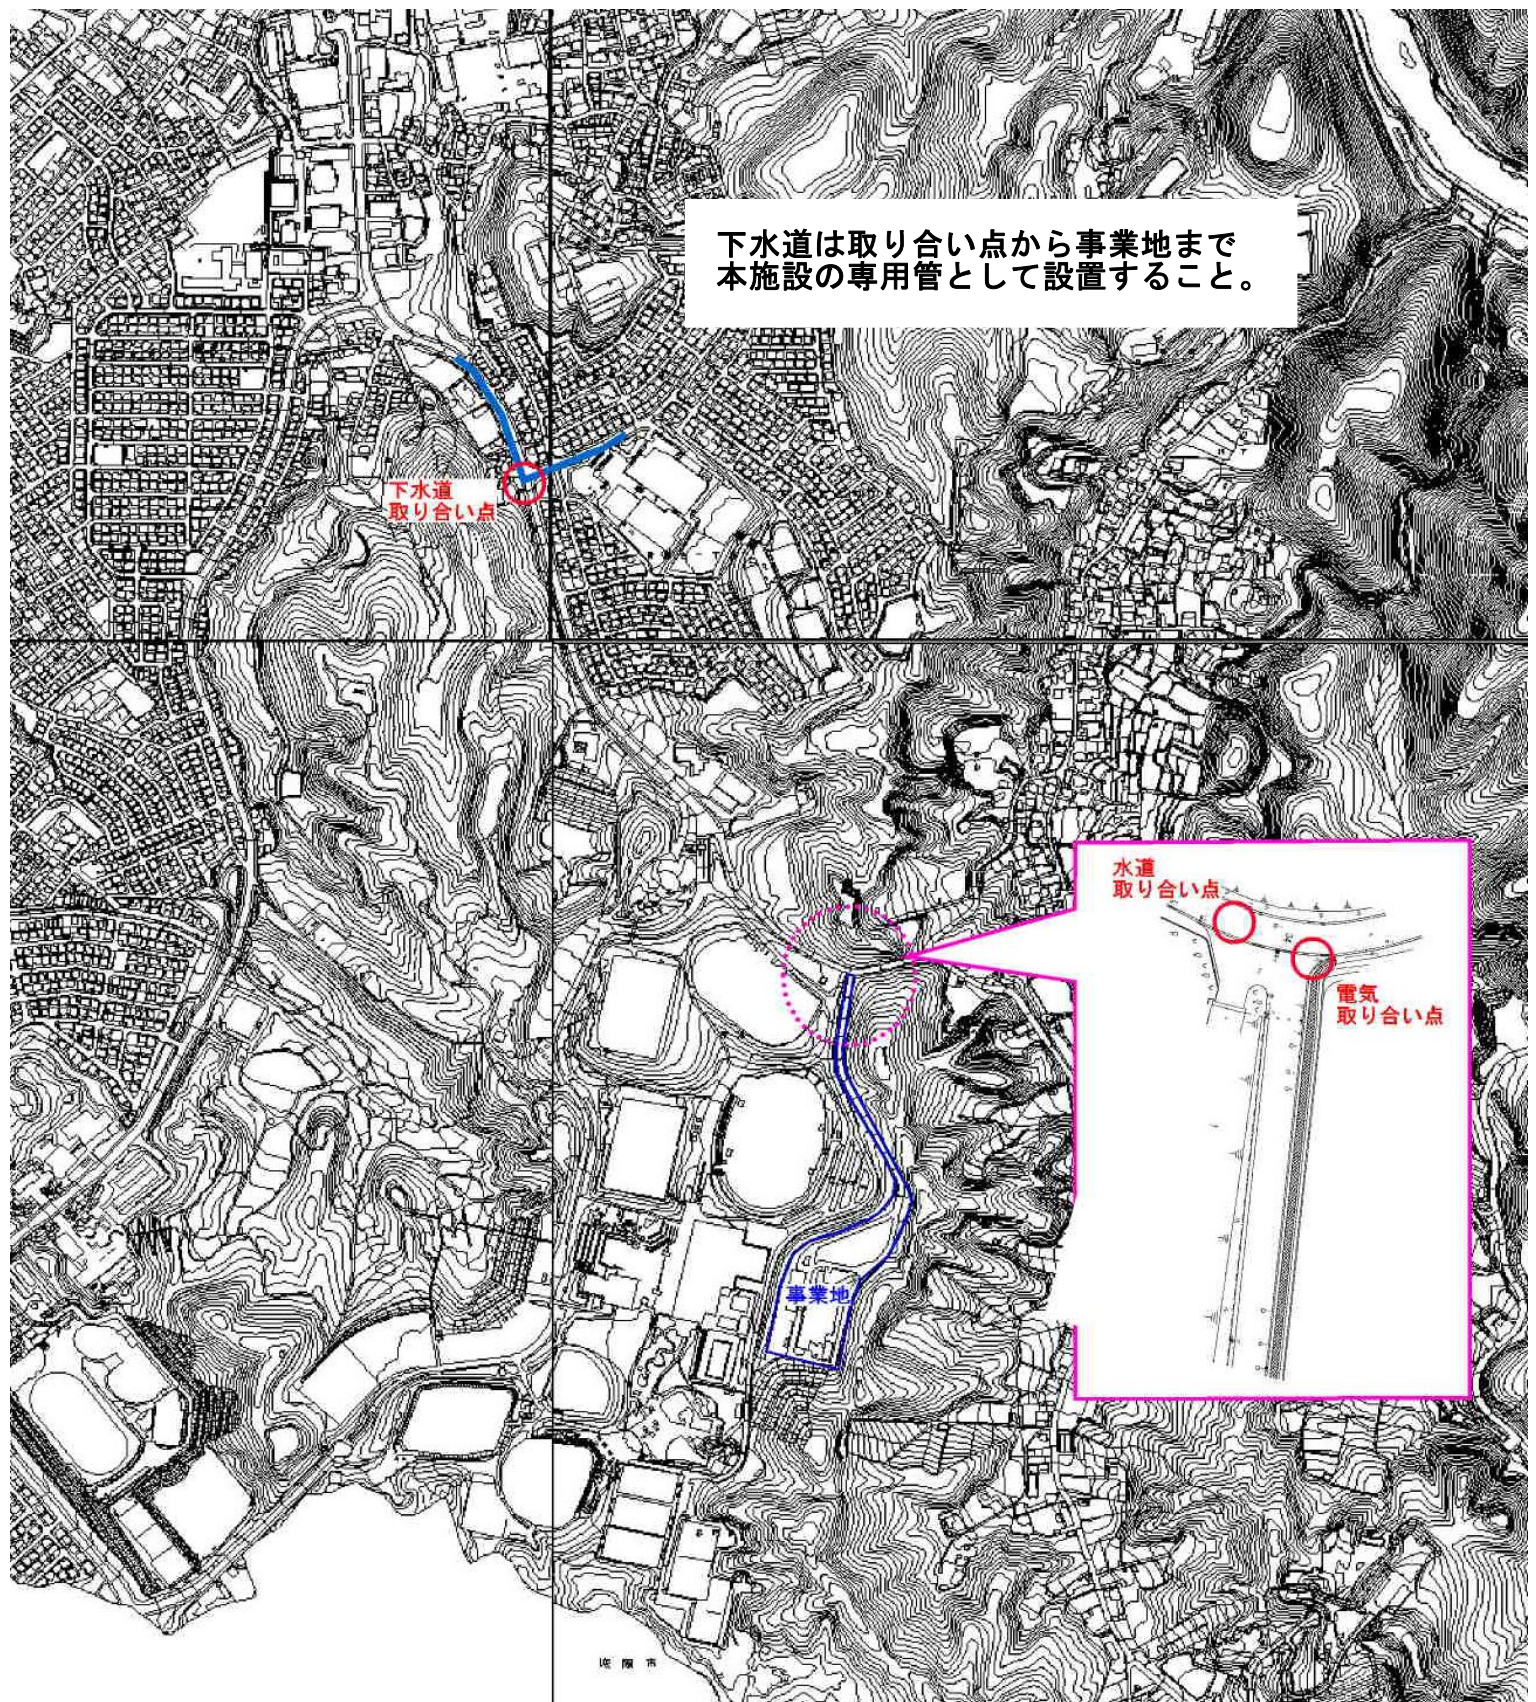 下水道は取り合い点から事業地まで
本施設の専用管として設置すること。
下水道
取り合い点
水道
取り合い点
電気
取り合い点
事業地